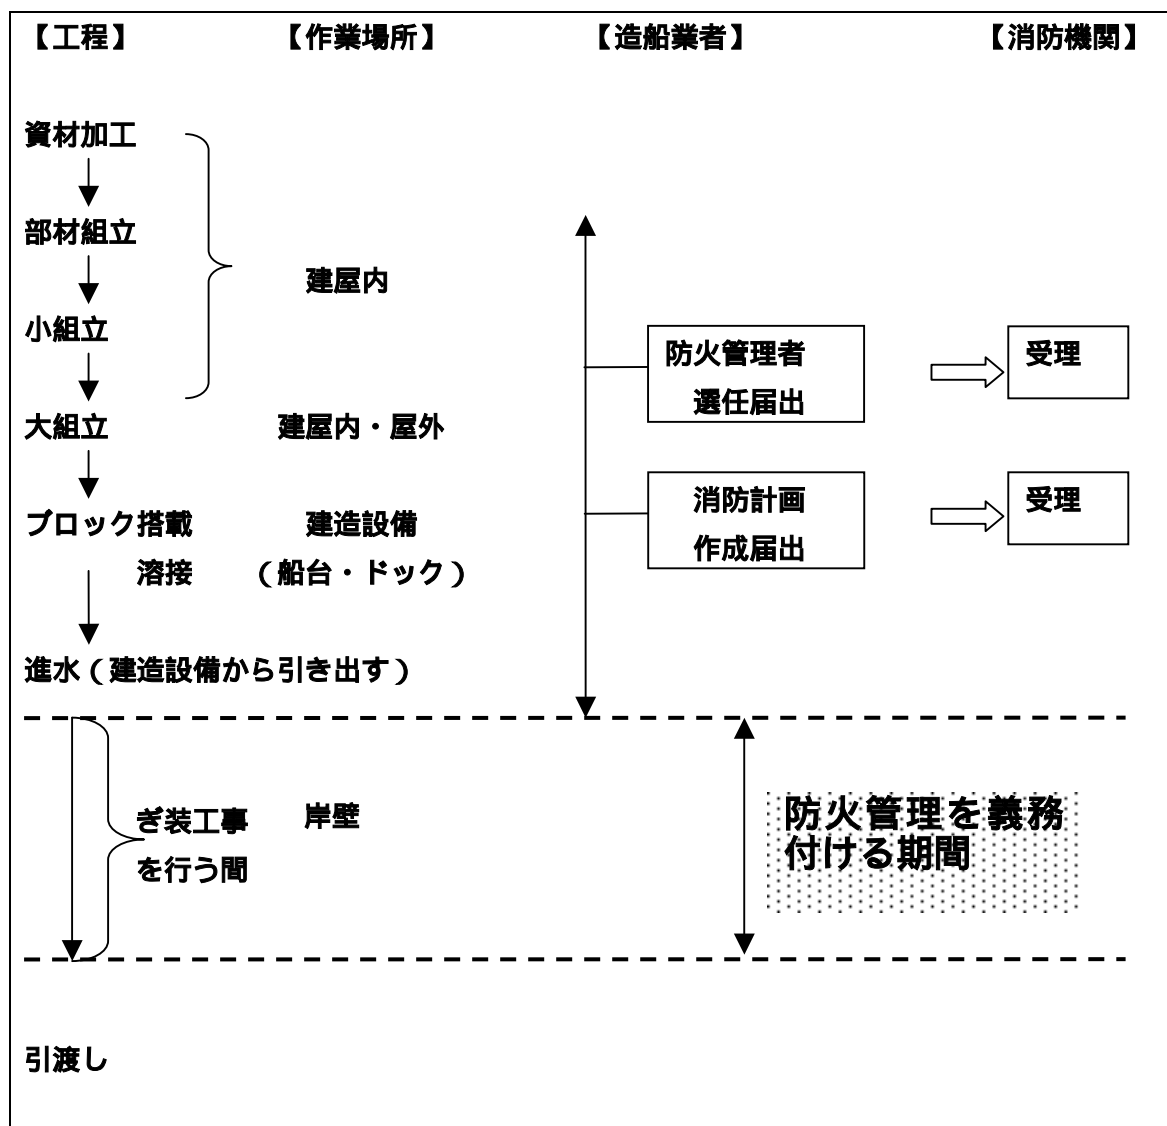 【工程】 【作業場所】 【造船業者】 【消防機関】
資材加工
部材組立
建屋内
小組立
防火管理者 受理
選任届出
大組立 建屋内・屋外
消防計画 受理
ブロック搭載 建造設備
作成届出
溶接 （船台・ドック）
進水（建造設備から引き出す）
ぎ装工事 岸壁
を行う間
防火管理を義務
付ける期間
引渡し